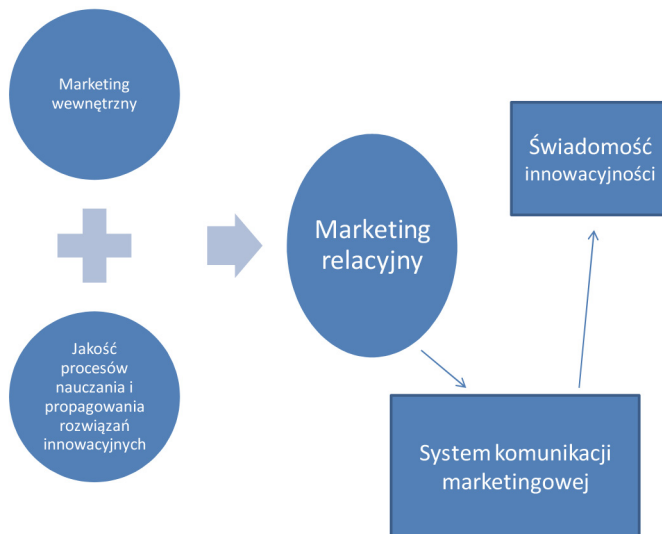 Marketing
wewnętrzny
Jakość
procesów
nauczania i
propagowania
rozwiązań
innowacyjnych
Marketing
relacyjny
System komunikacji
marketingowej
Świadomość
innowacyjności